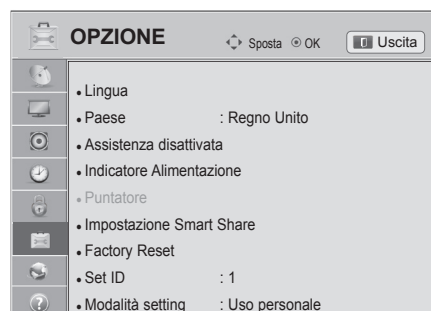 OPZIONE Sposta OK Uscita
• Lingua
• Paese : Regno Unito
• Assistenza disattivata
• Indicatore Alimentazione
• Puntatore
• Impostazione Smart Share
• Factory Reset
• Set ID : 1
• Modalità setting : Uso personale